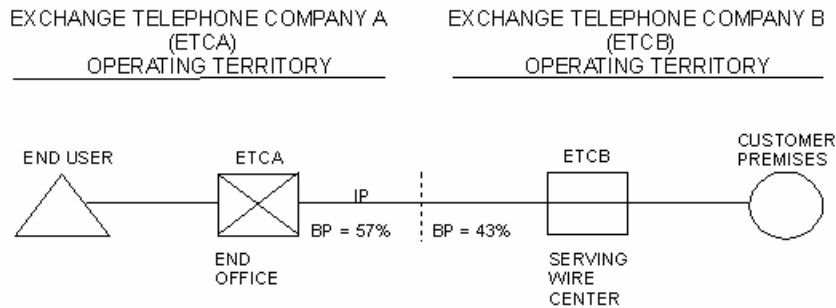 EXCHANGE TELEPHONE COMPANY A
(ETCA)
OPERATING TERRITORY
EXCHANGE TELEPHONE COMPANY B
(ETCB)
OPERATING TERRITORY
END USER
ETCA
IP
ETCB
CUSTOMER
PREMISES
BP = 57%
BP = 43%
END
OFFICE
SERVING
WIRE
CENTER